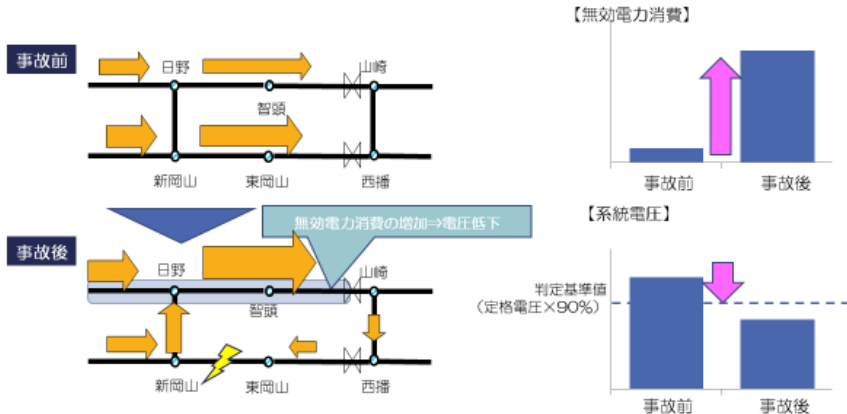 事故前
日野
山崎
智頭
新岡山
東岡山
西播
事故後
無効電力消費の増加⇒電圧低下
日野
山崎
智頭
新岡山
東岡山
西播
【無効電力消費】
事故前
事故後
【系統電圧】
判定基準値
(定格電圧×90%)
事故前
事故後